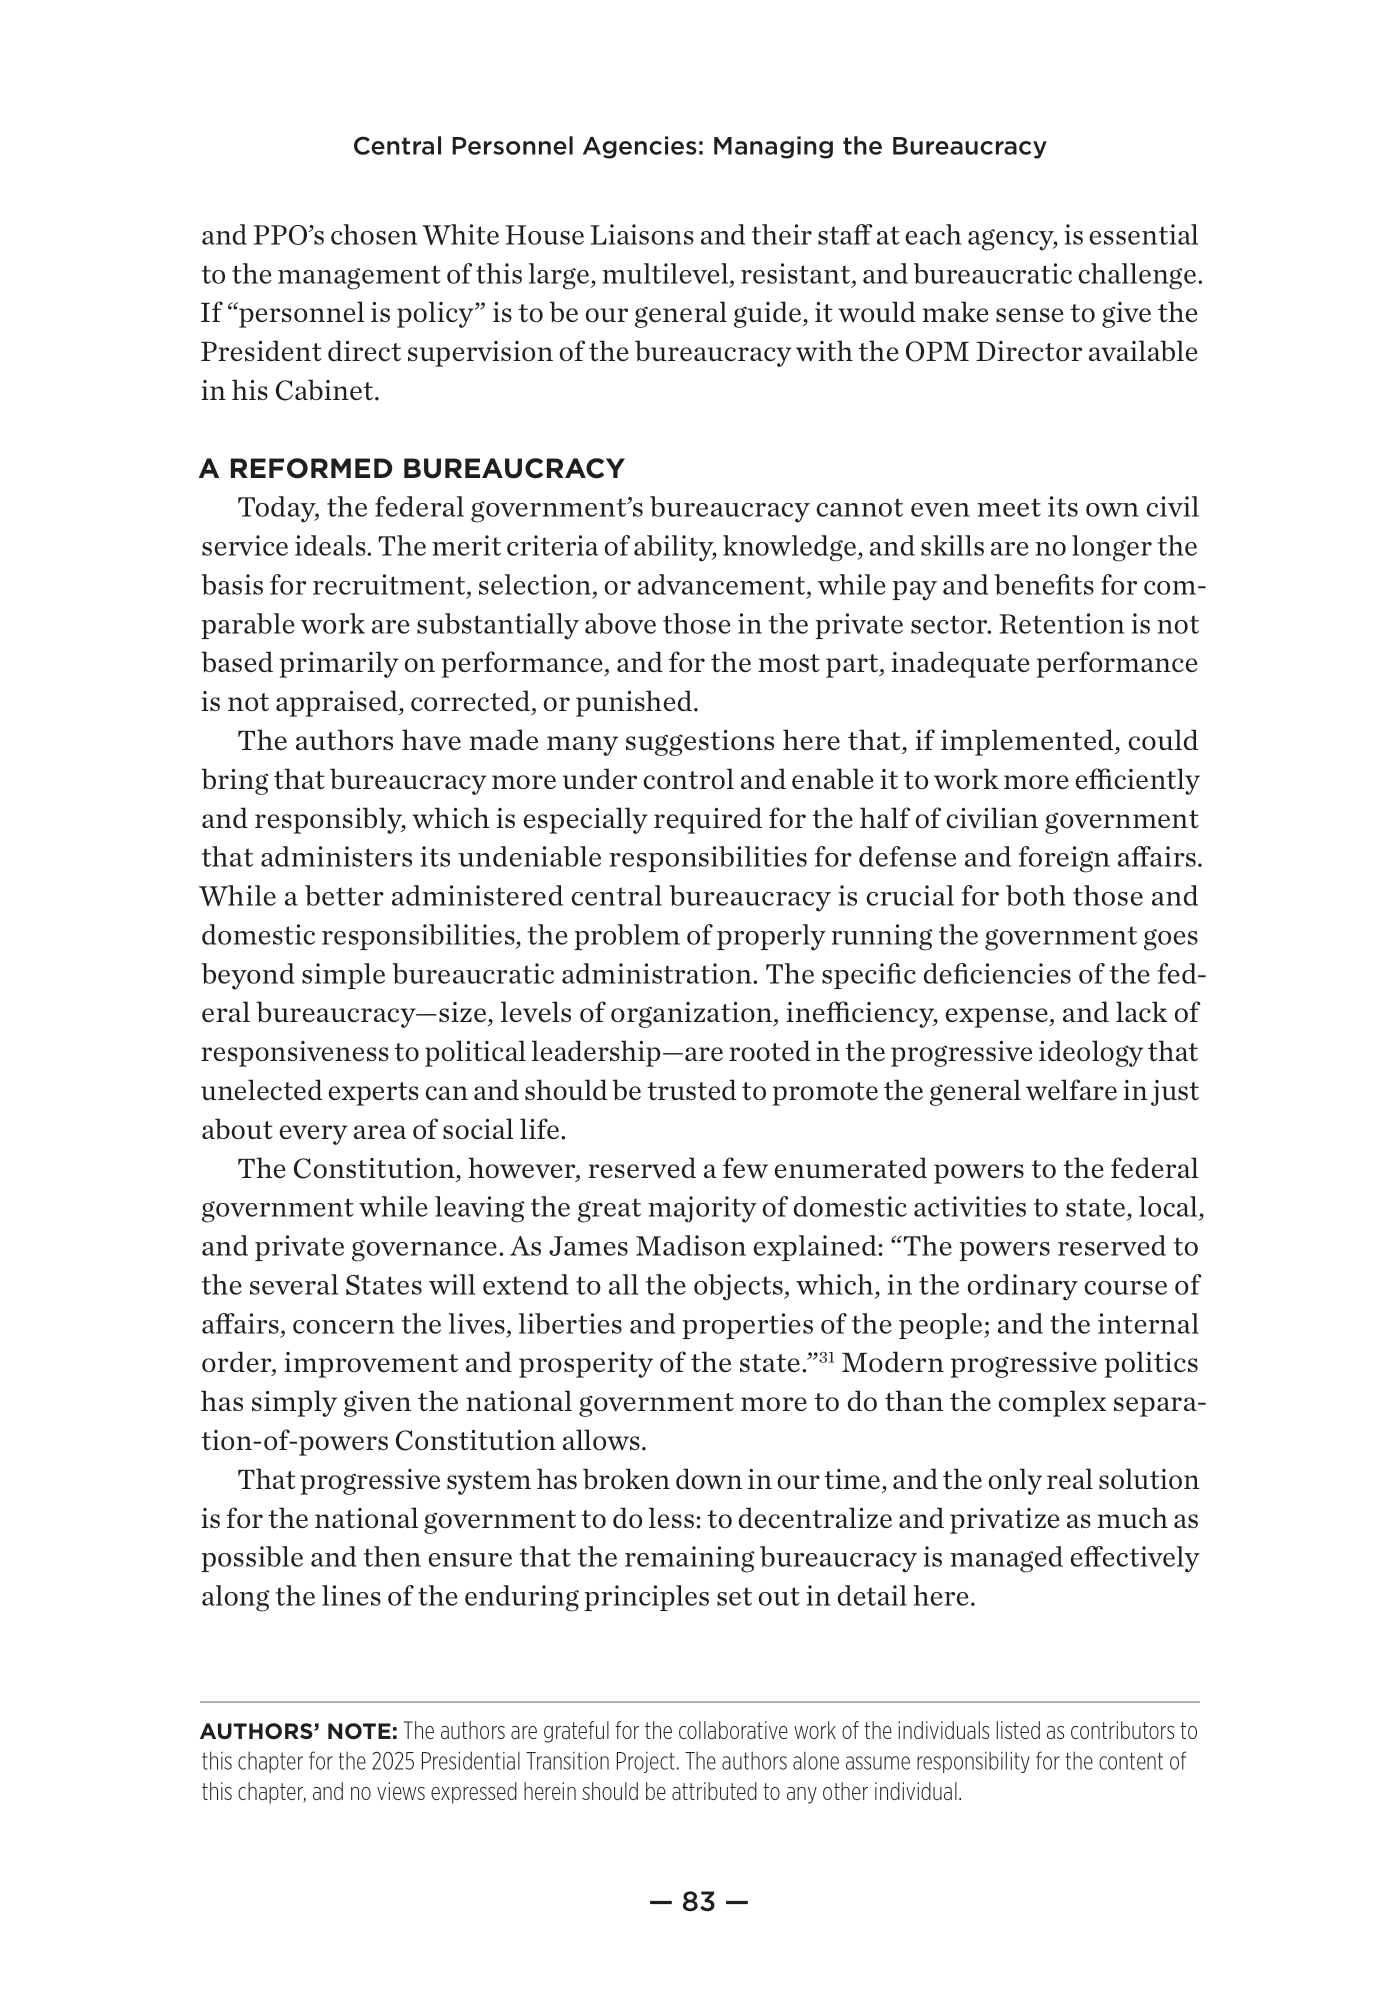 Central Personnel Agencies: Managing the Bureaucracy
and PPO’s chosen White House Liaisons and their staff at each agency, is essential
to the management of this large, multilevel, resistant, and bureaucratic challenge.
If “personnel is policy” is to be our general guide, it would make sense to give the
President direct supervision of the bureaucracy with the OPM Director available
in his Cabinet.
A REFORMED BUREAUCRACY
Today, the federal government’s bureaucracy cannot even meet its own civil
service ideals. The merit criteria of ability, knowledge, and skills are no longer the
basis for recruitment, selection, or advancement, while pay and benefits for com-
parable work are substantially above those in the private sector. Retention is not
based primarily on performance, and for the most part, inadequate performance
is not appraised, corrected, or punished.
The authors have made many suggestions here that, if implemented, could
bring that bureaucracy more under control and enable it to work more efficiently
and responsibly, which is especially required for the half of civilian government
that administers its undeniable responsibilities for defense and foreign affairs.
While a better administered central bureaucracy is crucial for both those and
domestic responsibilities, the problem of properly running the government goes
beyond simple bureaucratic administration. The specific deficiencies of the fed-
eral bureaucracy—size, levels of organization, inefficiency, expense, and lack of
responsiveness to political leadership—are rooted in the progressive ideology that
unelected experts can and should be trusted to promote the general welfare in just
about every area of social life.
The Constitution, however, reserved a few enumerated powers to the federal
government while leaving the great majority of domestic activities to state, local,
and private governance. As James Madison explained: “The powers reserved to
the several States will extend to all the objects, which, in the ordinary course of
affairs, concern the lives, liberties and properties of the people; and the internal
order, improvement and prosperity of the state.”31 Modern progressive politics
has simply given the national government more to do than the complex separa-
tion-of-powers Constitution allows.
That progressive system has broken down in our time, and the only real solution
is for the national government to do less: to decentralize and privatize as much as
possible and then ensure that the remaining bureaucracy is managed effectively
along the lines of the enduring principles set out in detail here.
AUTHORS’ NOTE: The authors are grateful for the collaborative work of the individuals listed as contributors to
this chapter for the 2025 Presidential Transition Project. The authors alone assume responsibility for the content of
this chapter, and no views expressed herein should be attributed to any other individual.
— 83 —